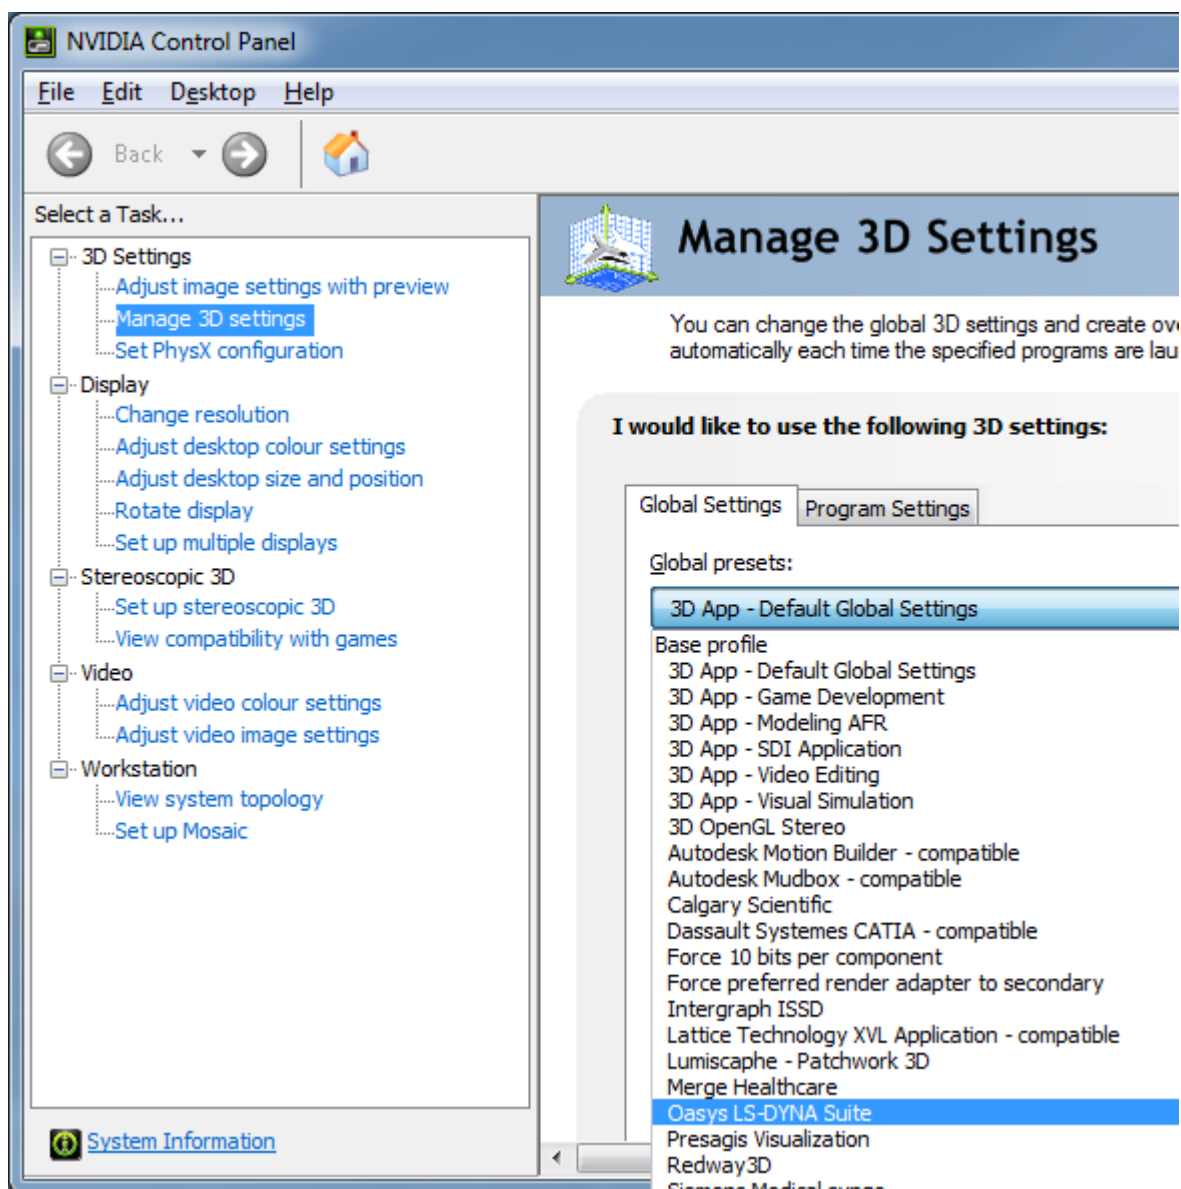 NVIDIA Control Panel
File Edit Desktop Help
Back
Select a Task...
3D Settings
Adjust image settings with preview
Manage 3D settings
Set PhysX configuration
Display
Change resolution
Adjust desktop colour settings
Adjust desktop size and position
Rotate display
Set up multiple displays
Stereoscopic 3D
Set up stereoscopic 3D
View compatibility with games
Video
Adjust video colour settings
Adjust video image settings
Workstation
View system topology
Set up Mosaic
System Information
Manage 3D Settings
You can change the global 3D settings and create ove
automatically each time the specified programs are lau
I would like to use the following 3D settings:
Global Settings Program Settings
Global presets:
3D App - Default Global Settings
Base profile
3D App - Default Global Settings
3D App - Game Development
3D App - Modeling AFR
3D App - SDI Application
3D App - Video Editing
3D App - Visual Simulation
3D OpenGL Stereo
Autodesk Motion Builder - compatible
Autodesk Mudbox - compatible
Calgary Scientific
Dassault Systemes CATIA - compatible
Force 10 bits per component
Force preferred render adapter to secondary
Intergraph ISSD
Lattice Technology XVL Application - compatible
Lumiscaphe - Patchwork 3D
Merge Healthcare
Oasys LS-DYNA Suite
Presagis Visualization
Redway3D